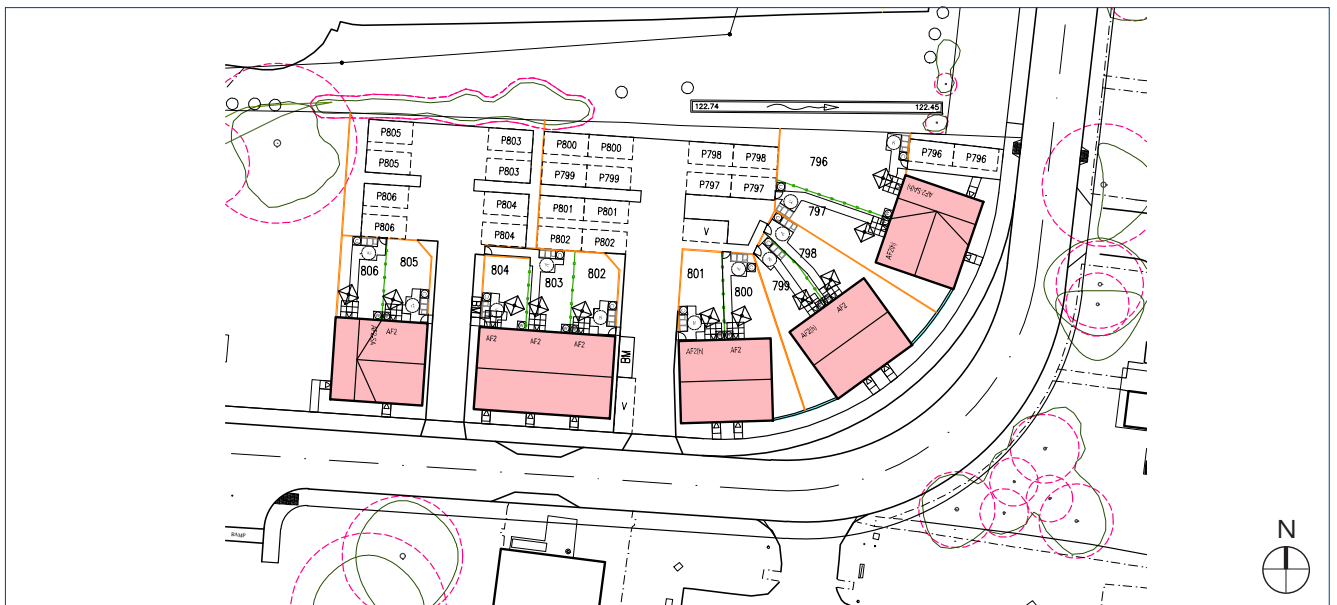 122.74
122.45
P805
P803
P800
P800
P798
P798
796
P796
P796
P805
P803
P799
P799
P797
P797
AF2-SA(h)
P806
P804
P801
P801
797
P806
P804
P802
P802
V
AF2(h)
798
806
805
804
803
802
801
800
799
AF2
AF2
AF2
AF2
AF2
AF2(h)
AF2
AF2(h)
BM
V
RAMP
N